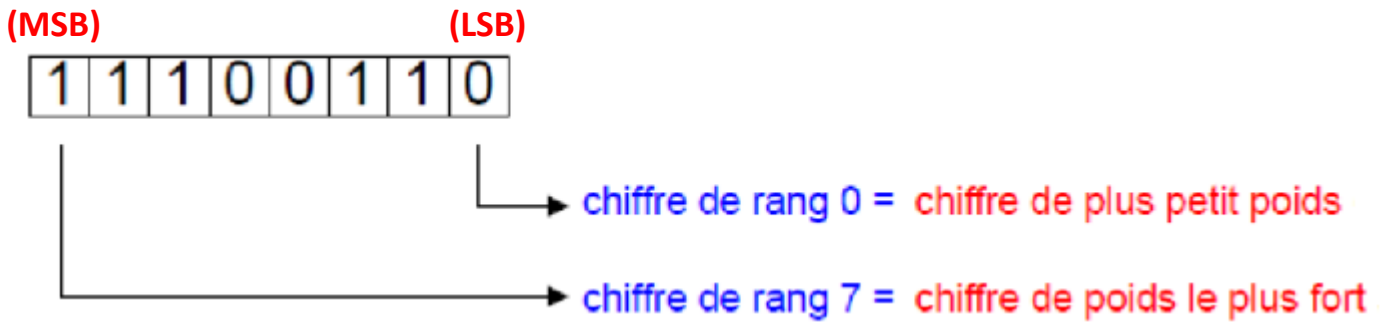 (MSB) (LSB)
1 1 1 0 0 1 1 0
chiffre de rang 0 = chiffre de plus petit poids
chiffre de rang 7 = chiffre de poids le plus fort